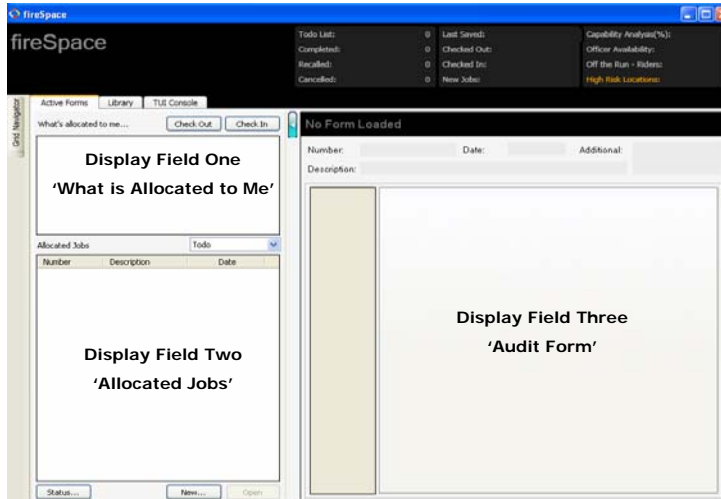 fireSpace
fireSpace
Todo List: 0
Completed: 0
Recalled: 0
Cancelled: 0
Last Saved:
Checked Out:
Checked In:
New Jobs:
Capability Analysis(%):
Officer Availability:
Off the Run - Riders:
High Risk Locations:
Grid Navigator
Active Forms Library TUI Console
What's allocated to me... Check Out Check In
Display Field One
‘What is Allocated to Me’
Allocated Jobs Todo
Number Description Date
Display Field Two
‘Allocated Jobs’
Status... New... Open
No Form Loaded
Number: Date: Additional:
Description:
Display Field Three
‘Audit Form’